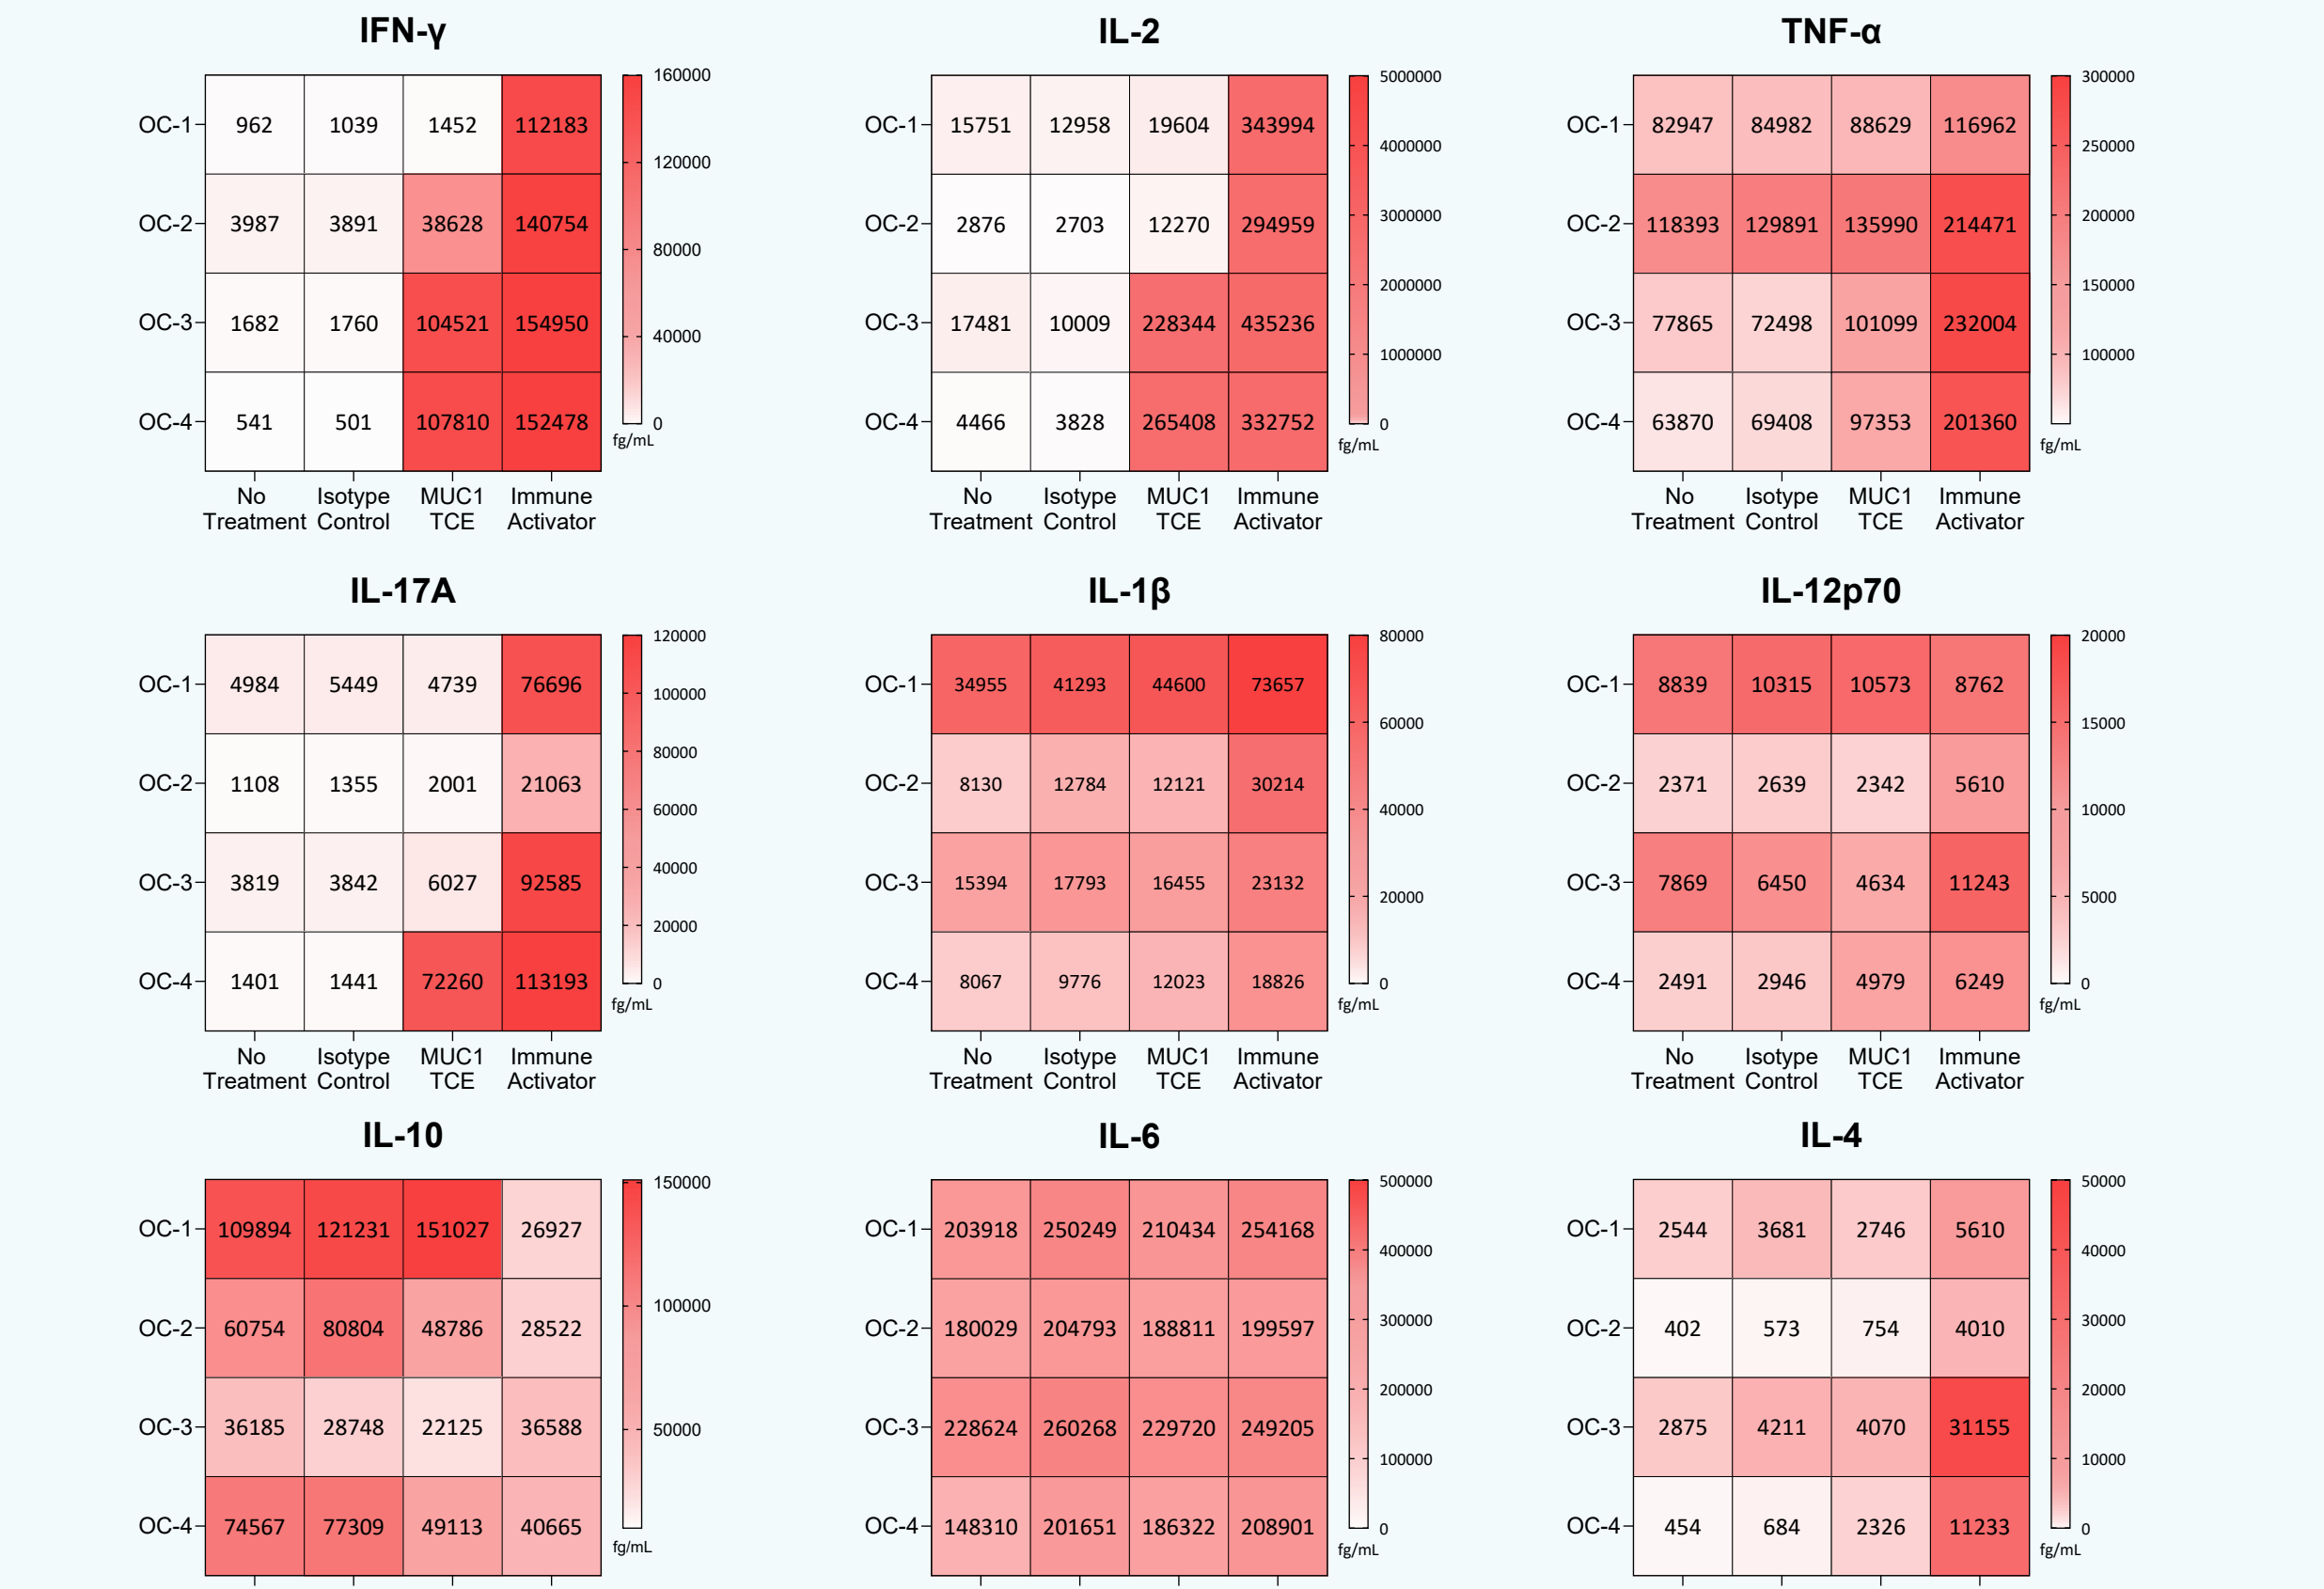 IFN-γ
IL-2
TNF-α
OC-1 962 1039 1452 112183
OC-2 3987 3891 38628 140754
OC-3 1682 1760 104521 154950
OC-4 541 501 107810 152478
No Treatment Isotype Control MUC1 TCE Immune Activator
160000
120000
80000
40000
0
fg/mL
OC-1 15751 12958 19604 343994
OC-2 2876 2703 12270 294959
OC-3 17481 10009 228344 435236
OC-4 4466 3828 265408 332752
No Treatment Isotype Control MUC1 TCE Immune Activator
5000000
4000000
3000000
2000000
1000000
0
fg/mL
OC-1 82947 84982 88629 116962
OC-2 118393 129891 135990 214471
OC-3 77865 72498 101099 232004
OC-4 63870 69408 97353 201360
No Treatment Isotype Control MUC1 TCE Immune Activator
300000
250000
200000
150000
100000
fg/mL
IL-17A
IL-1β
IL-12p70
OC-1 4984 5449 4739 76696
OC-2 1108 1355 2001 21063
OC-3 3819 3842 6027 92585
OC-4 1401 1441 72260 113193
No Treatment Isotype Control MUC1 TCE Immune Activator
120000
100000
80000
60000
40000
20000
0
fg/mL
OC-1 34955 41293 44600 73657
OC-2 8130 12784 12121 30214
OC-3 15394 17793 16455 23132
OC-4 8067 9776 12023 18826
No Treatment Isotype Control MUC1 TCE Immune Activator
80000
60000
40000
20000
0
fg/mL
OC-1 8839 10315 10573 8762
OC-2 2371 2639 2342 5610
OC-3 7869 6450 4634 11243
OC-4 2491 2946 4979 6249
No Treatment Isotype Control MUC1 TCE Immune Activator
20000
15000
10000
5000
0
fg/mL
IL-10
IL-6
IL-4
OC-1 109894 121231 151027 26927
OC-2 60754 80804 48786 28522
OC-3 36185 28748 22125 36588
OC-4 74567 77309 49113 40665
150000
100000
50000
fg/mL
OC-1 203918 250249 210434 254168
OC-2 180029 204793 188811 199597
OC-3 228624 260268 229720 249205
OC-4 148310 201651 186322 208901
500000
400000
300000
200000
100000
0
fg/mL
OC-1 2544 3681 2746 5610
OC-2 402 573 754 4010
OC-3 2875 4211 4070 31155
OC-4 454 684 2326 11233
50000
40000
30000
20000
10000
0
fg/mL